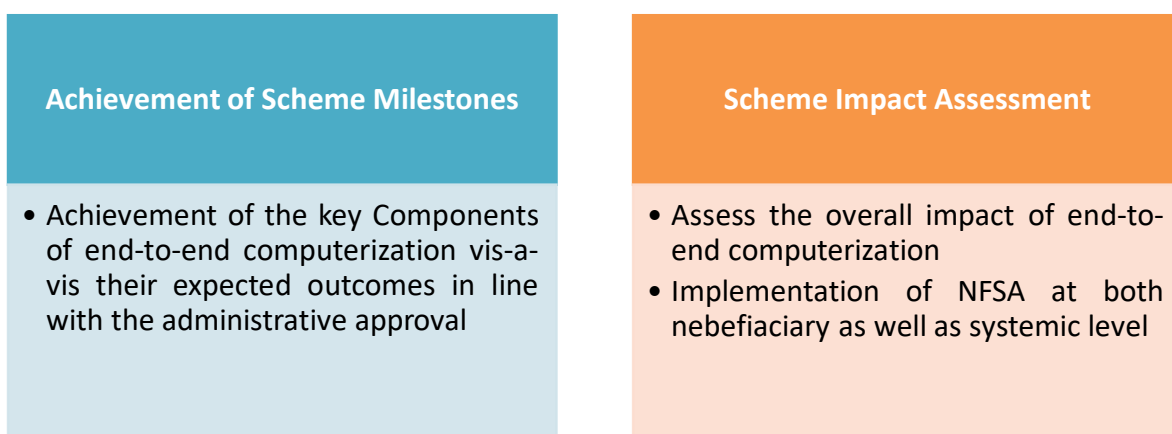 Achievement of Scheme Milestones
• Achievement of the key Components
of end-to-end computerization vis-a-
vis their expected outcomes in line
with the administrative approval
Scheme Impact Assessment
• Assess the overall impact of end-to-
end computerization
• Implementation of NFSA at both
nebefiaciary as well as systemic level